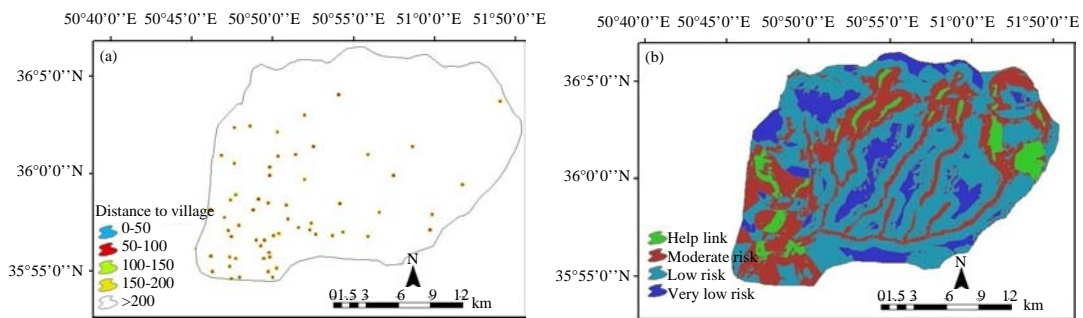 50°40'0''E 50°45'0''E 50°50'0''E 50°55'0''E 51°0'0''E 51°50'0''E
36°5'0''N
36°0'0''N
35°55'0''N
(a)
Distance to village
0-50
50-100
100-150
150-200
>200
N
01.5 3 6 9 12
km
50°40'0''E 50°45'0''E 50°50'0''E 50°55'0''E 51°0'0''E 51°50'0''E
36°5'0''N
36°0'0''N
35°55'0''N
(b)
Help link
Moderate risk
Low risk
Very low risk
N
01.5 3 6 9 12
km